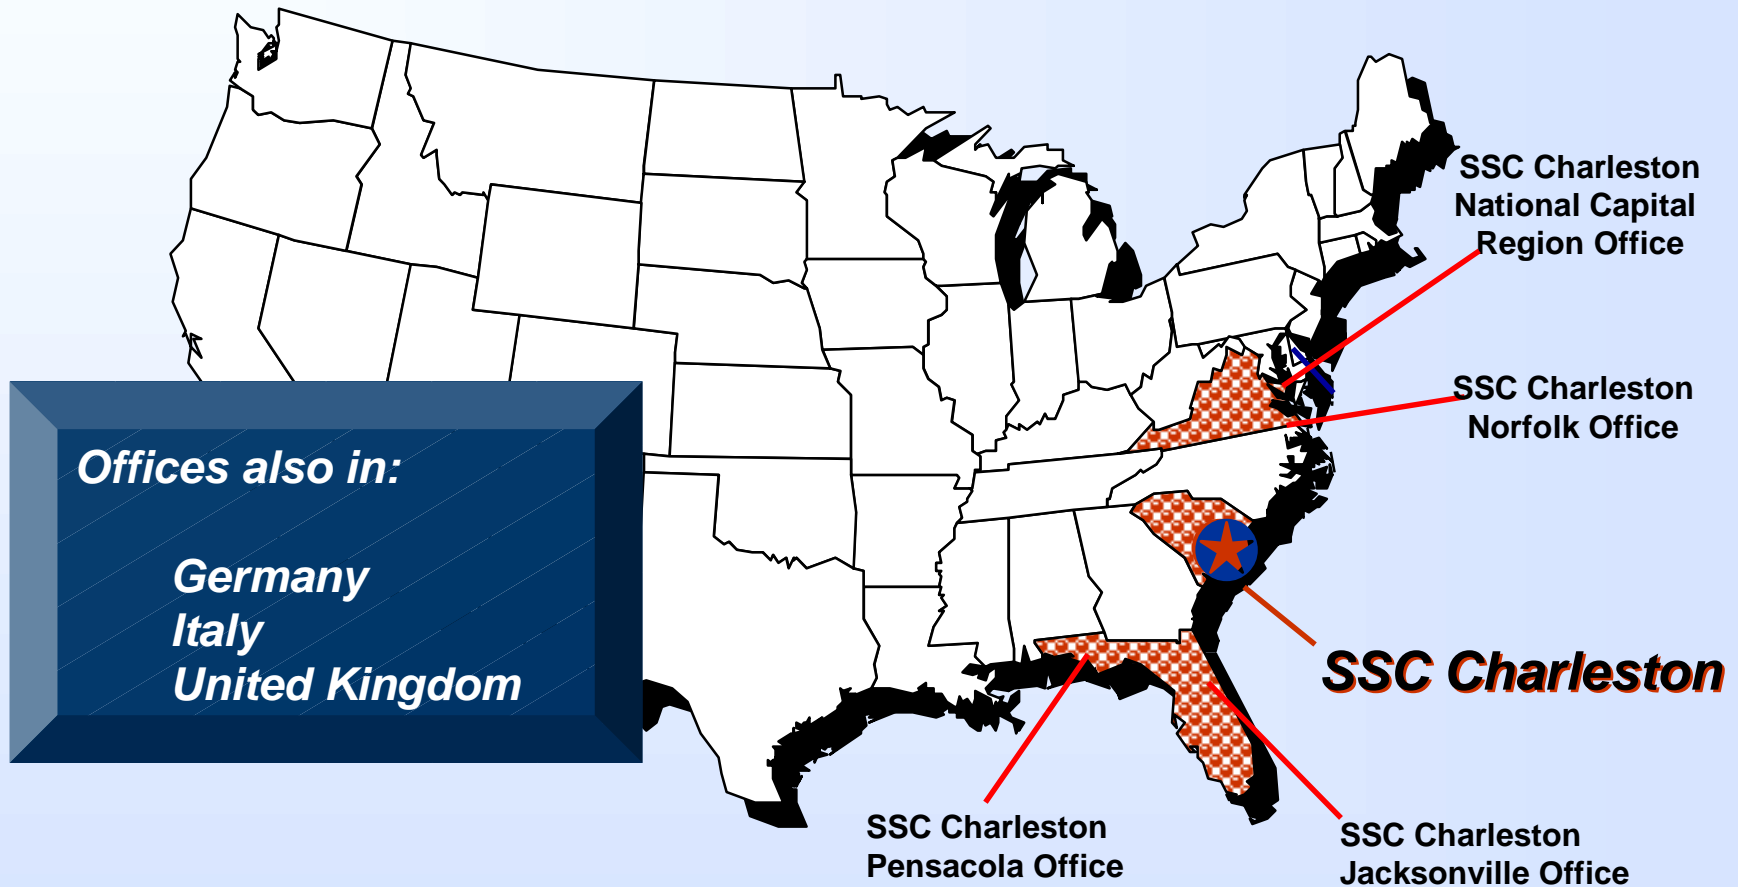 SSC Charleston
National Capital
Region Office
SSC Charleston
Norfolk Office
Offices also in:
Germany
Italy
United Kingdom
SSC Charleston
SSC Charleston
Pensacola Office
SSC Charleston
Jacksonville Office